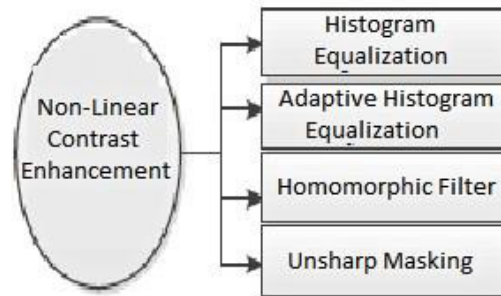 Non-Linear
Contrast
Enhancement
Histogram
Equalization
Adaptive Histogram
Equalization
Homomorphic Filter
Unsharp Masking